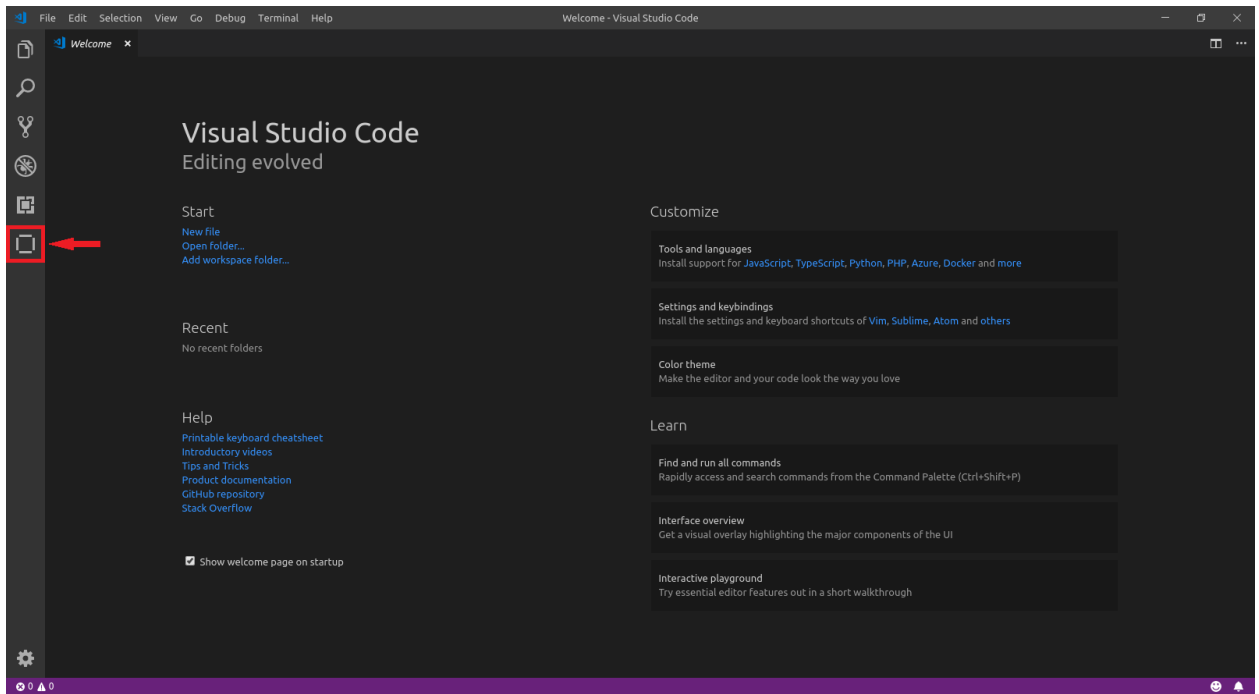 File Edit Selection View Go Debug Terminal Help
Welcome - Visual Studio Code
Welcome
Visual Studio Code
Editing evolved
Start
New file
Open folder...
Add workspace folder...
Recent
No recent folders
Help
Printable keyboard cheatsheet
Introductory videos
Tips and Tricks
Product documentation
GitHub repository
Stack Overflow
Show welcome page on startup
Customize
Tools and languages
Install support for JavaScript, TypeScript, Python, PHP, Azure, Docker and more
Settings and keybindings
Install the settings and keyboard shortcuts of Vim, Sublime, Atom and others
Color theme
Make the editor and your code look the way you love
Learn
Find and run all commands
Rapidly access and search commands from the Command Palette (Ctrl+Shift+P)
Interface overview
Get a visual overlay highlighting the major components of the UI
Interactive playground
Try essential editor features out in a short walkthrough
0 0